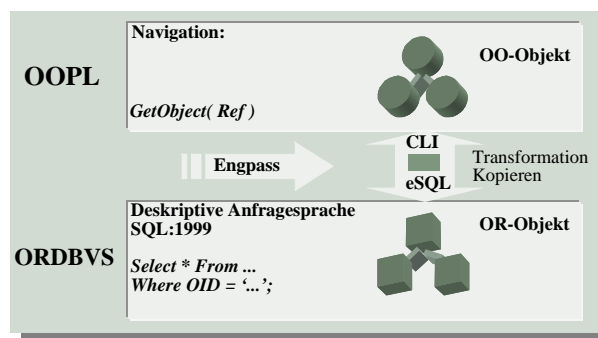 Navigation:
OO-Objekt
OOPL
GetObject( Ref )
CLI
Engpass
eSQL
Transformation
Kopieren
Deskriptive Anfragesprache
SQL:1999
OR-Objekt
ORDBVS
Select * From ...
Where OID = ‘...’;